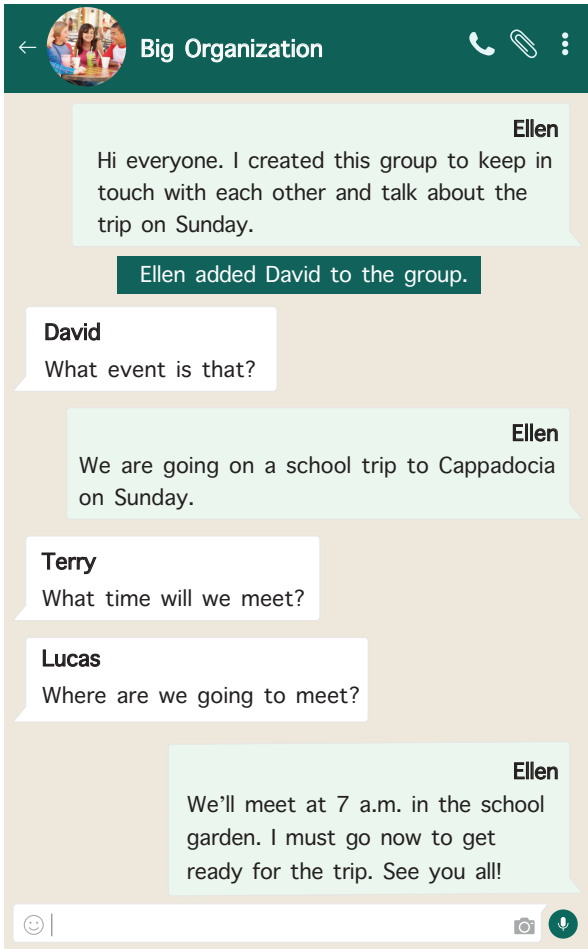 Big Organization
Ellen
Hi everyone. I created this group to keep in
touch with each other and talk about the
trip on Sunday.
Ellen added David to the group.
David
What event is that?
Ellen
We are going on a school trip to Cappadocia
on Sunday.
Terry
What time will we meet?
Lucas
Where are we going to meet?
Ellen
We'll meet at 7 a.m. in the school
garden. I must go now to get
ready for the trip. See you all!